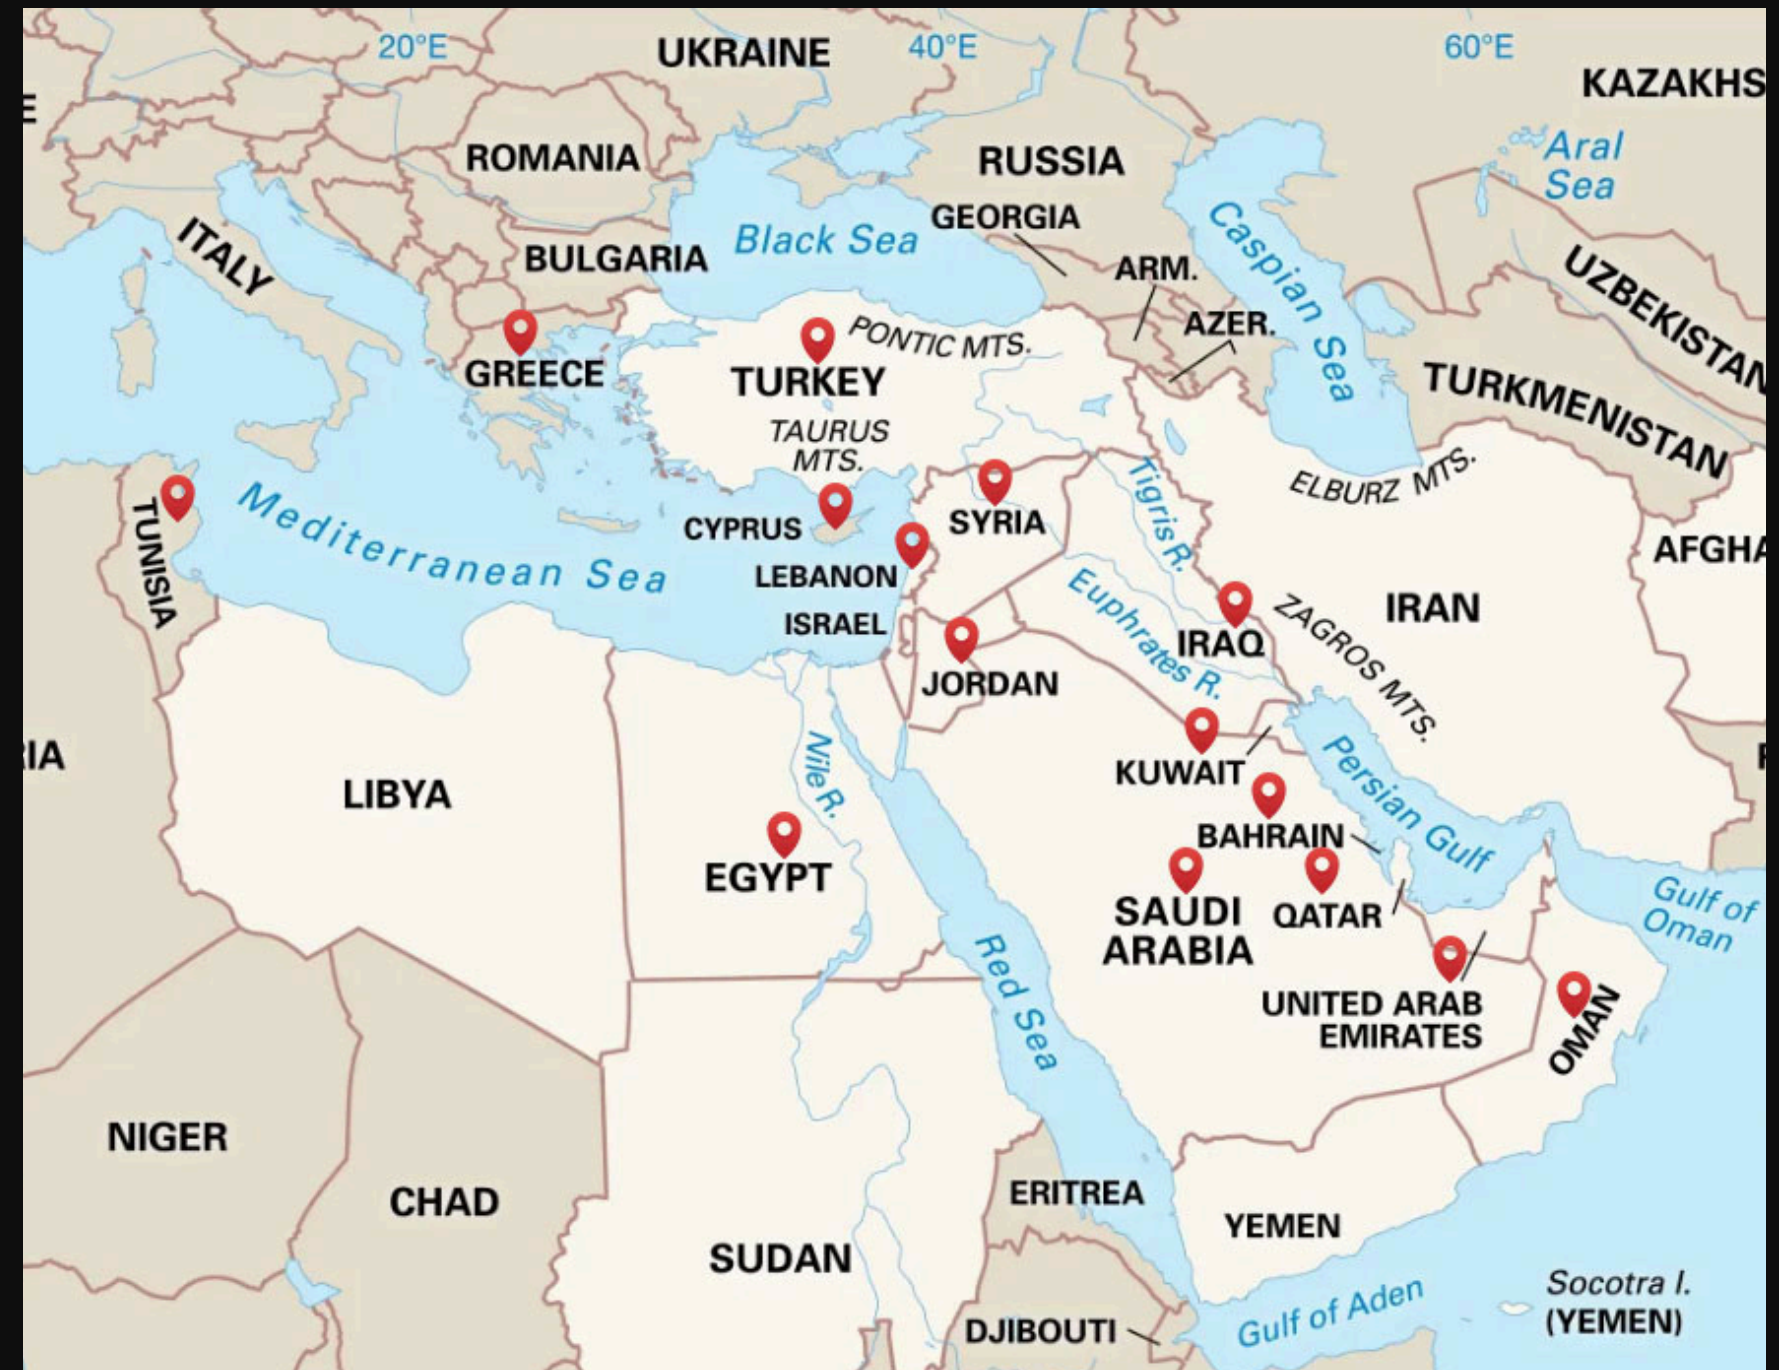 20°E
40°E
60°E
UKRAINE
KAZAKHS
E
ROMANIA
RUSSIA
Aral
Sea
GEORGIA
ITALY
BULGARIA
Black Sea
Caspian Sea
ARM.
UZBEKISTAN
AZER.
PONTIC MTS.
GREECE
TURKEY
TURKMENISTAN
TAURUS
MTS.
ELBURZ MTS.
TUNISIA
Mediterranean Sea
CYPRUS
SYRIA
Tigris R.
AFGHA
LEBANON
Euphrates R.
IRAN
ISRAEL
IRAQ
ZAGROS MTS.
JORDAN
RIA
Nile R.
KUWAIT
Persian Gulf
LIBYA
BAHRAIN
EGYPT
SAUDI
ARABIA
QATAR
Gulf of
Oman
Red Sea
UNITED ARAB
EMIRATES
OMAN
NIGER
CHAD
ERITREA
YEMEN
SUDAN
Socotra I.
(YEMEN)
Gulf of Aden
DJIBOUTI